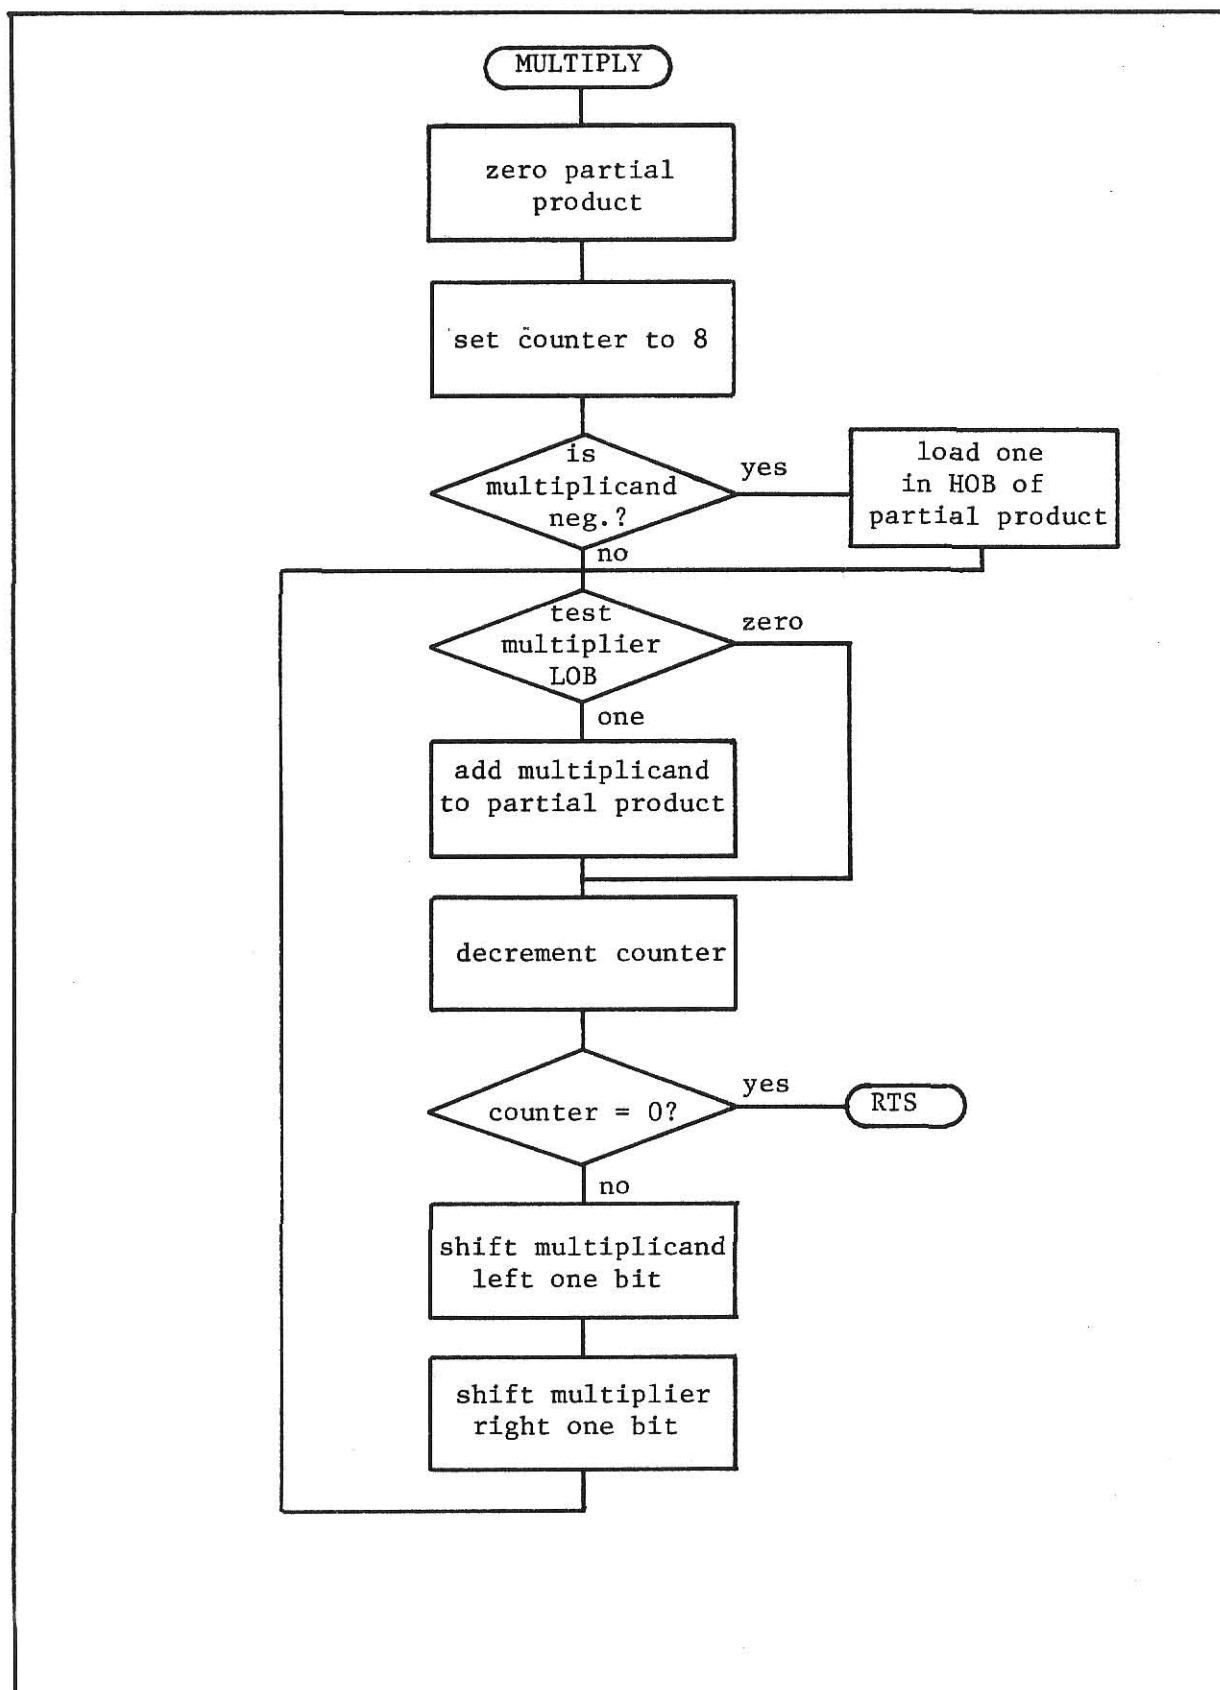 MULTIPLY
zero partial
product
set counter to 8
is
multiplicand
neg.?
yes
load one
in HOB of
partial product
no
test
multiplier
LOB
zero
one
add multiplicand
to partial product
decrement counter
counter = 0?
yes
RTS
no
shift multiplicand
left one bit
shift multiplier
right one bit